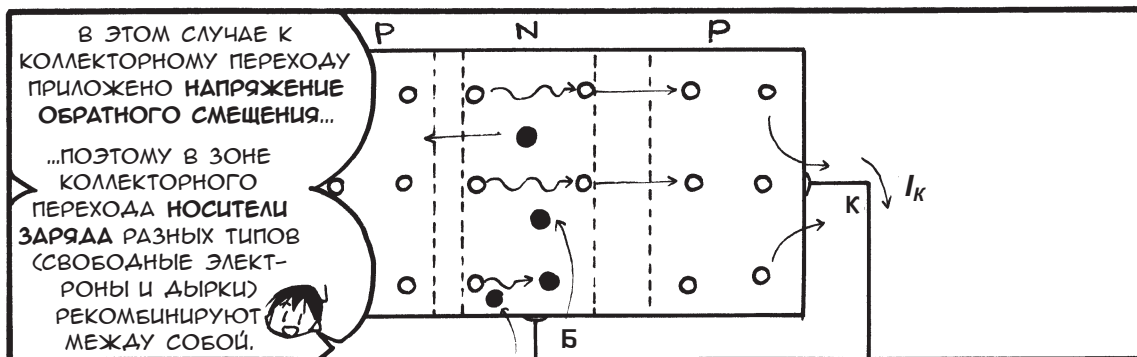 В ЭТОМ СЛУЧАЕ К
КОЛЛЕКТОРНОМУ ПЕРЕХОДУ
ПРИЛОЖЕНО НАПРЯЖЕНИЕ
ОБРАТНОГО СМЕЩЕНИЯ...
...ПОЭТОМУ В ЗОНЕ
КОЛЛЕКТОРНОГО
ПЕРЕХОДА НОСИТЕЛИ
ЗАРЯДА РАЗНЫХ ТИПОВ
(СВОБОДНЫЕ ЭЛЕКТ-
РОНЫ И ДЫРКИ)
РЕКОМБИНИРУЮТ
МЕЖДУ СОБОЙ.
P N P
К
Iк
Б